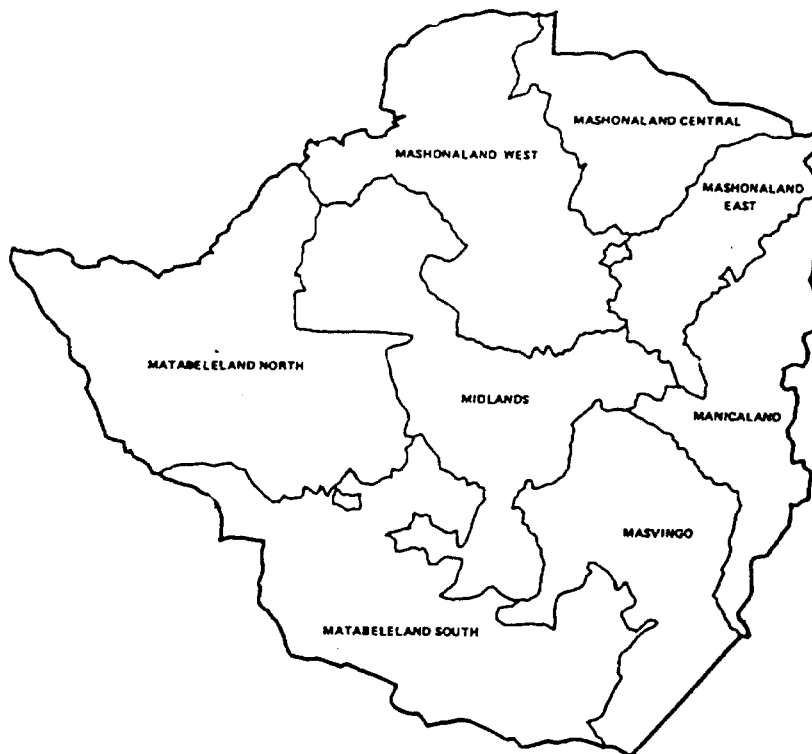 MASHONALAND CENTRAL
MASHONALAND WEST
MASHONALAND
EAST
MATABELELAND NORTH
MIDLANDS
MANICALAND
MASVINGO
MATABELELAND SOUTH